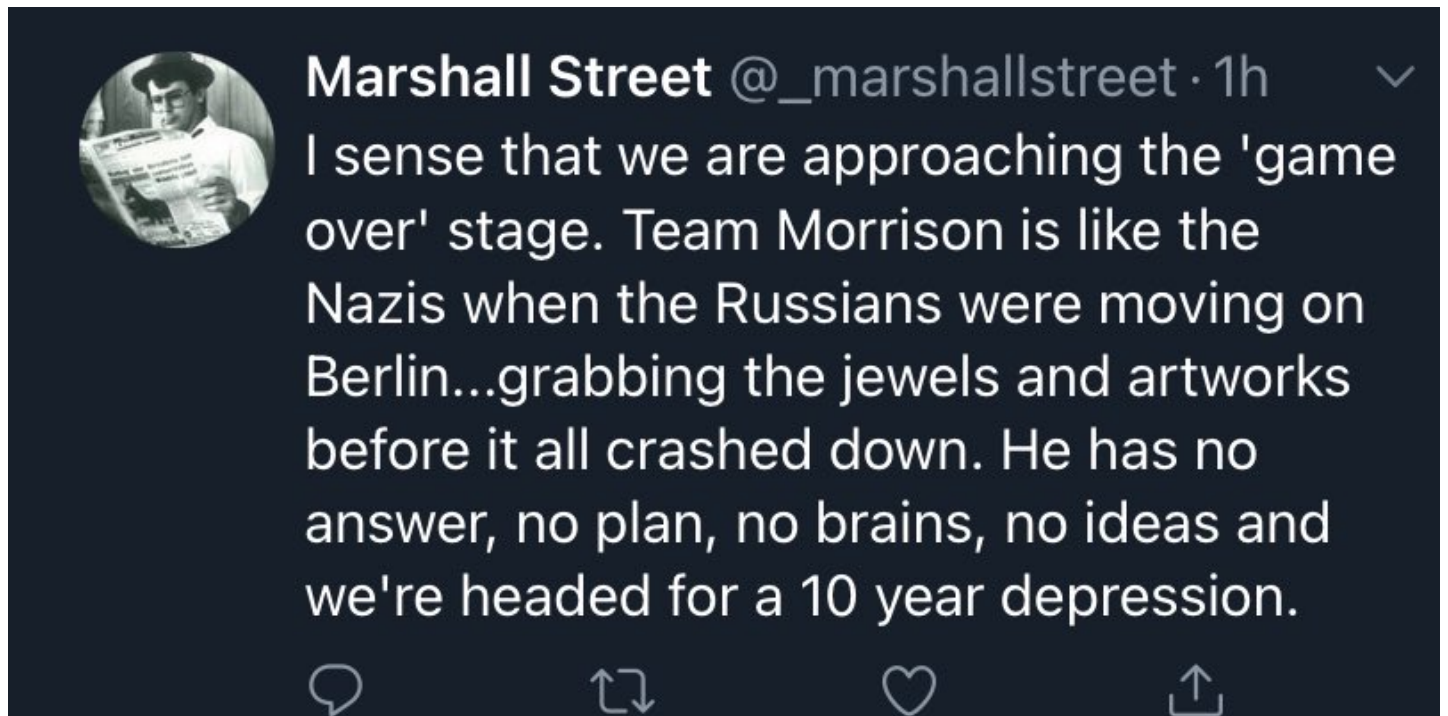 Marshall Street @_marshallstreet · 1h
I sense that we are approaching the 'game
over' stage. Team Morrison is like the
Nazis when the Russians were moving on
Berlin...grabbing the jewels and artworks
before it all crashed down. He has no
answer, no plan, no brains, no ideas and
we're headed for a 10 year depression.